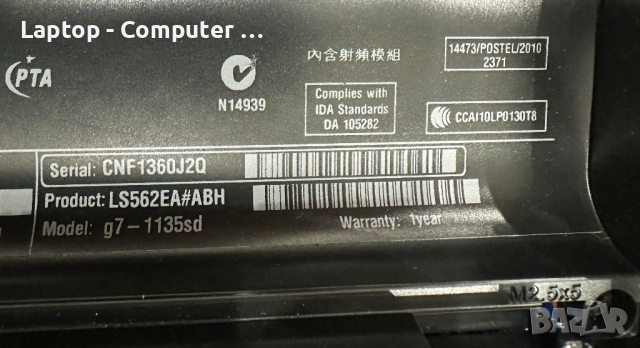 Laptop - Computer ...
PTA
N14939
內含射頻模組
Complies with
IDA Standards
DA 105282
14473/POSTEL/2010
2371
CCAI10LP0130T8
Serial: CNF1360J2Q
Product: LS562EA#ABH
Model: g7-1135sd
Warranty: 1year
M2.5x5
BAZAR